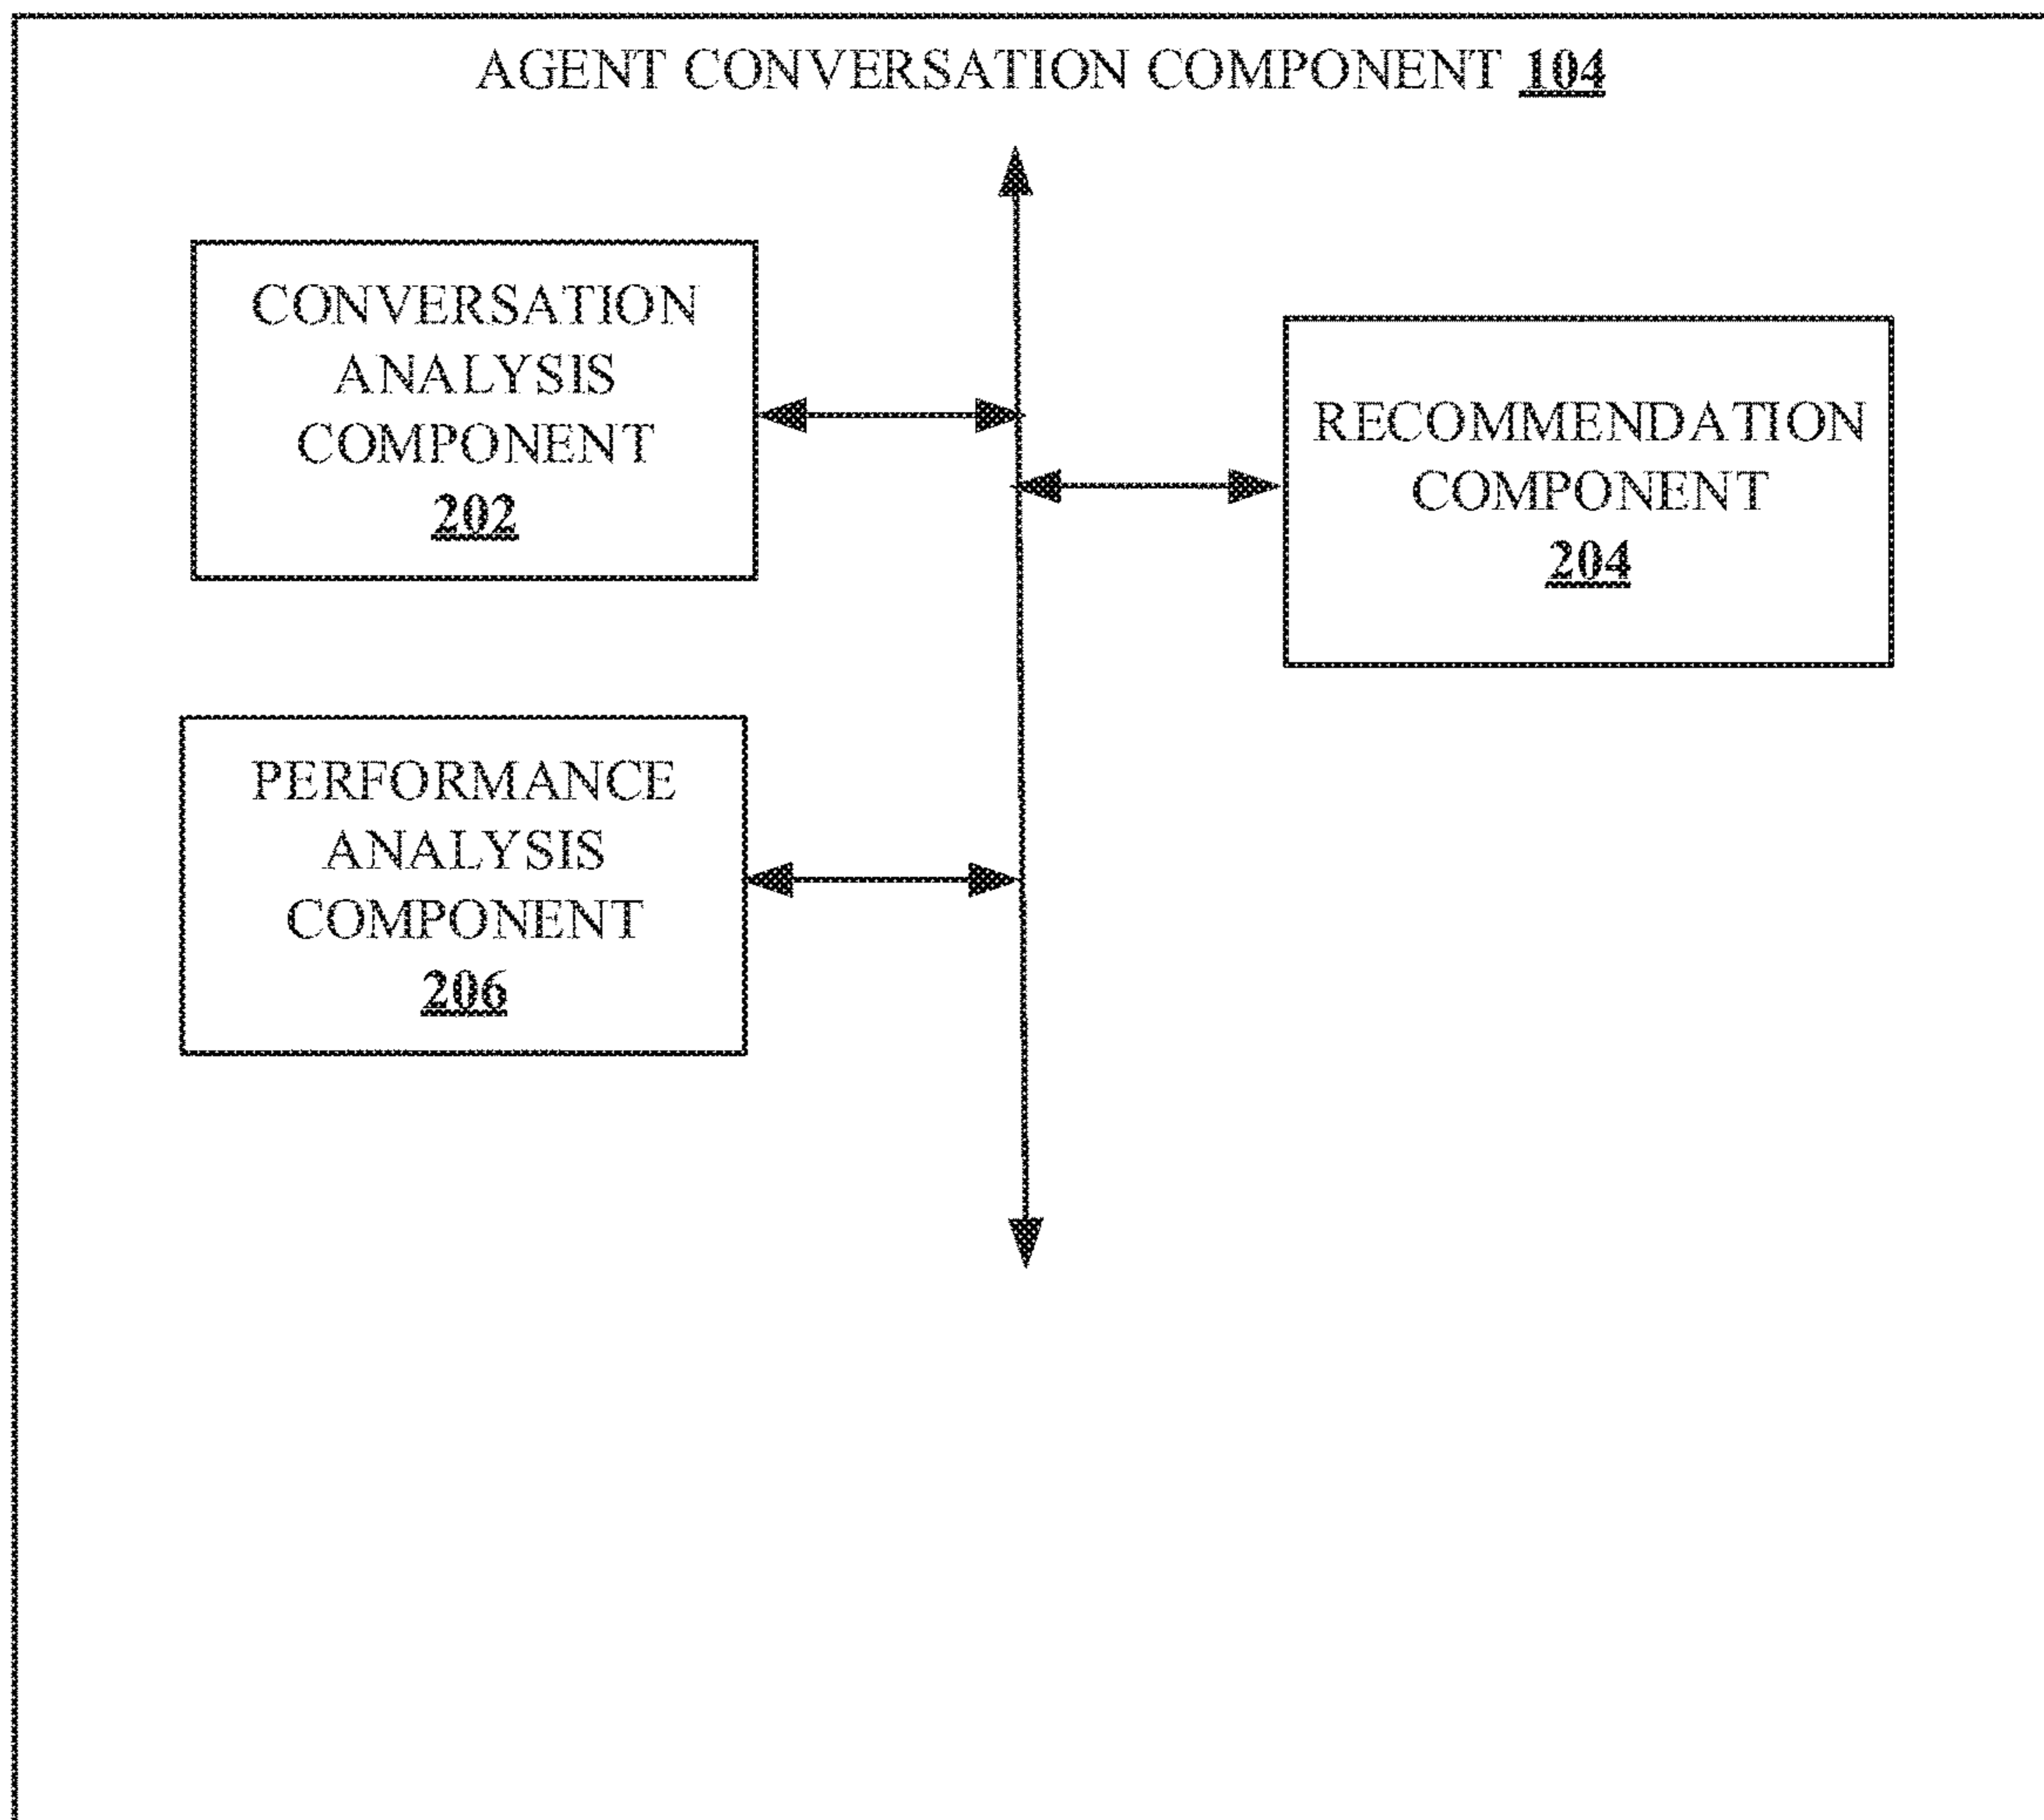 AGENT CONVERSATION COMPONENT 104
CONVERSATION
ANALYSIS
COMPONENT
202
RECOMMENDATION
COMPONENT
204
PERFORMANCE
ANALYSIS
COMPONENT
206